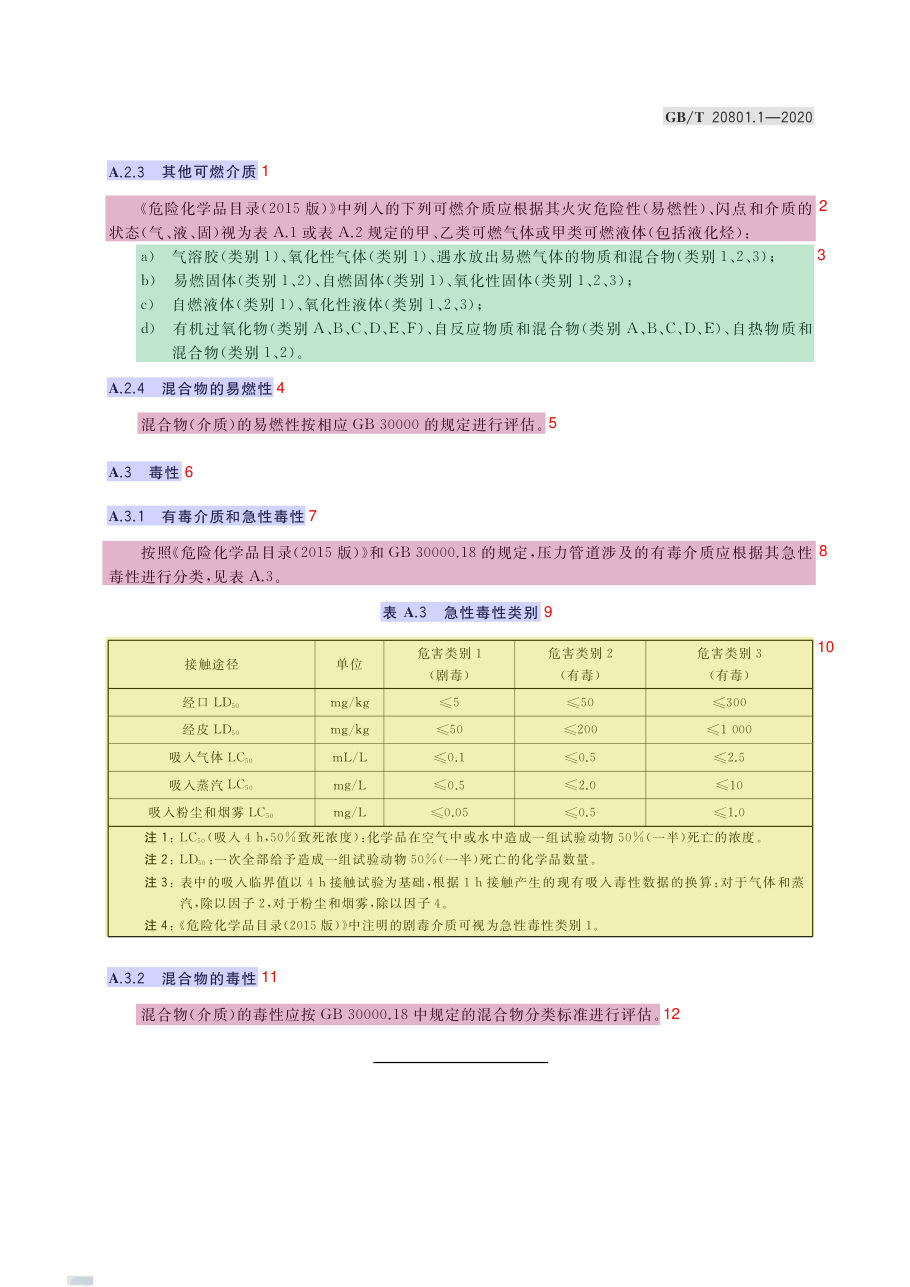 GB/T 20801.1—2020
A.2.3 其他可燃介质 1
《危险化学品目录(2015 版)》中列入的下列可燃介质应根据其火灾危险性(易燃性)、闪点和介质的 2
状态(气、液、固)视为表 A.1 或表 A.2 规定的甲、乙类可燃气体或甲类可燃液体(包括液化烃):
a) 气溶胶(类别 1)、氧化性气体(类别 1)、遇水放出易燃气体的物质和混合物(类别 1、2、3); 3
b) 易燃固体(类别 1、2)、自燃固体(类别 1)、氧化性固体(类别 1、2、3);
c) 自燃液体(类别 1)、氧化性液体(类别 1、2、3);
d) 有机过氧化物(类别 A、B、C、D、E、F)、自反应物质和混合物(类别 A、B、C、D、E)、自热物质和
混合物(类别 1、2)。
A.2.4 混合物的易燃性 4
混合物(介质)的易燃性按相应 GB 30000 的规定进行评估。 5
A.3 毒性 6
A.3.1 有毒介质和急性毒性 7
按照《危险化学品目录(2015 版)》和 GB 30000.18 的规定,压力管道涉及的有毒介质应根据其急性 8
毒性进行分类,见表 A.3。
表 A.3 急性毒性类别 9
接触途径 单位 危害类别 1 (剧毒) 危害类别 2 (有毒) 危害类别 3 (有毒) 10
经口 LD50 mg/kg ≤5 ≤50 ≤300
经皮 LD50 mg/kg ≤50 ≤200 ≤1 000
吸入气体 LC50 mL/L ≤0.1 ≤0.5 ≤2.5
吸入蒸汽 LC50 mg/L ≤0.5 ≤2.0 ≤10
吸入粉尘和烟雾 LC50 mg/L ≤0.05 ≤0.5 ≤1.0
注 1: LC50(吸入 4 h,50%致死浓度):化学品在空气中或水中造成一组试验动物 50%(一半)死亡的浓度。
注 2: LD50:一次全部给予造成一组试验动物 50%(一半)死亡的化学品数量。
注 3: 表中的吸入临界值以 4 h 接触试验为基础,根据 1 h 接触产生的现有吸入毒性数据的换算:对于气体和蒸
汽,除以因子 2,对于粉尘和烟雾,除以因子 4。
注 4:《危险化学品目录(2015 版)》中注明的剧毒介质可视为急性毒性类别 1。
A.3.2 混合物的毒性 11
混合物(介质)的毒性应按 GB 30000.18 中规定的混合物分类标准进行评估。 12